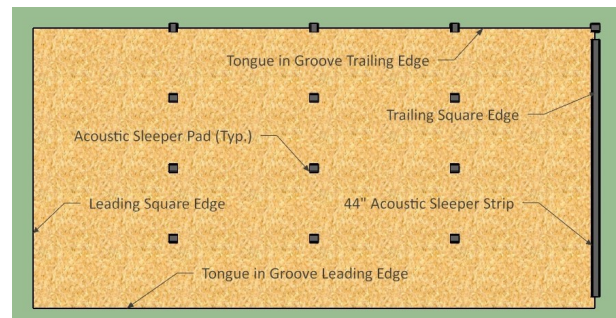 Tongue in Groove Trailing Edge
Trailing Square Edge
Acoustic Sleeper Pad (Typ.)
Leading Square Edge
44" Acoustic Sleeper Strip
Tongue in Groove Leading Edge